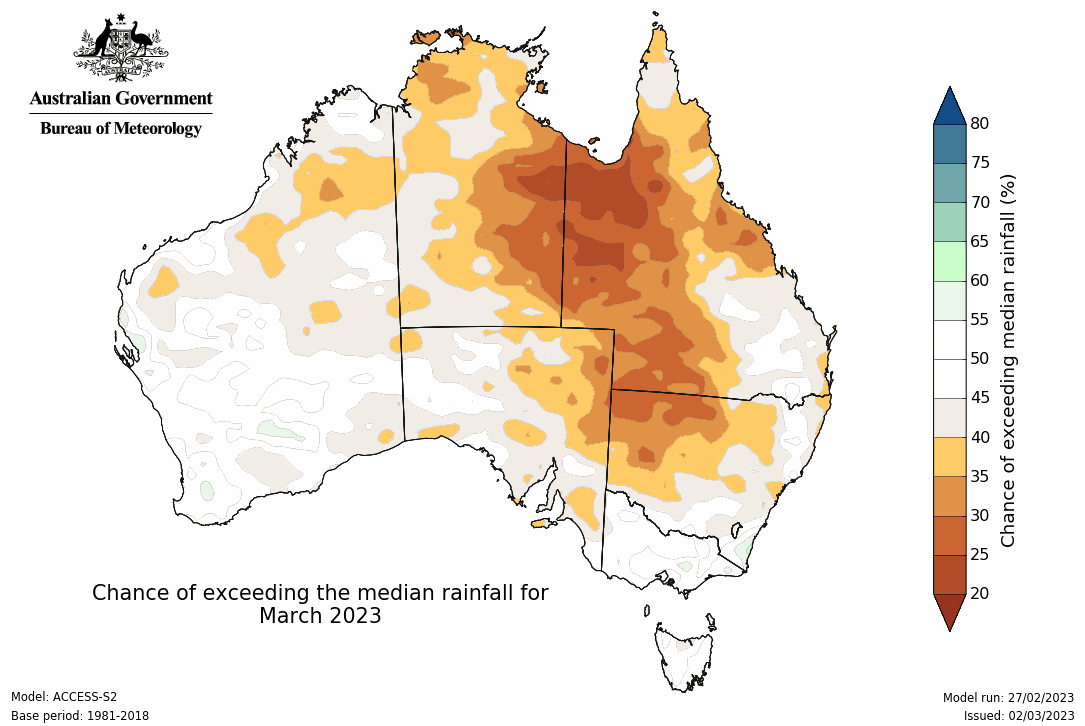 Australian Government
Bureau of Meteorology
80
75
70
65
60
55
50
45
40
35
30
25
20
Chance of exceeding median rainfall (%)
Chance of exceeding the median rainfall for
March 2023
Model: ACCESS-S2
Base period: 1981-2018
Model run: 27/02/2023
Issued: 02/03/2023